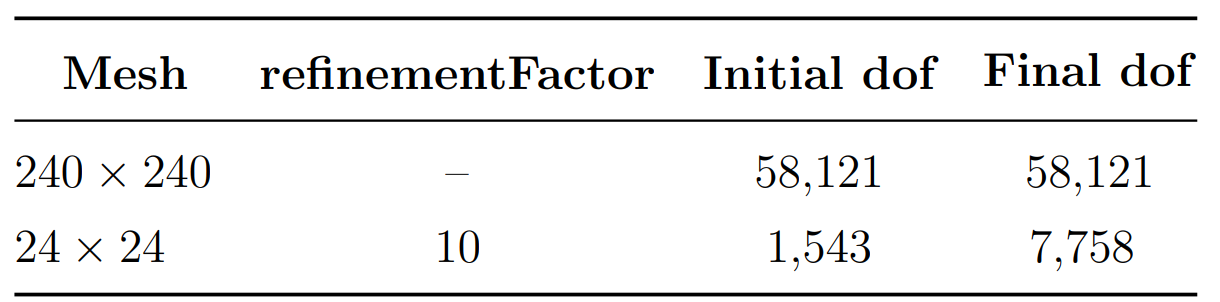 Mesh refinementFactor Initial dof Final dof
240 × 240 – 58,121 58,121
24 × 24 10 1,543 7,758